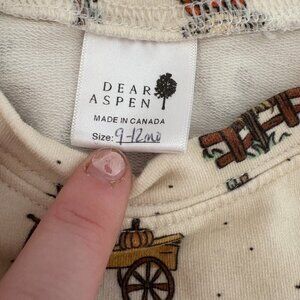 DEAR
ASPEN
MADE IN CANADA
Size: 9-12mo